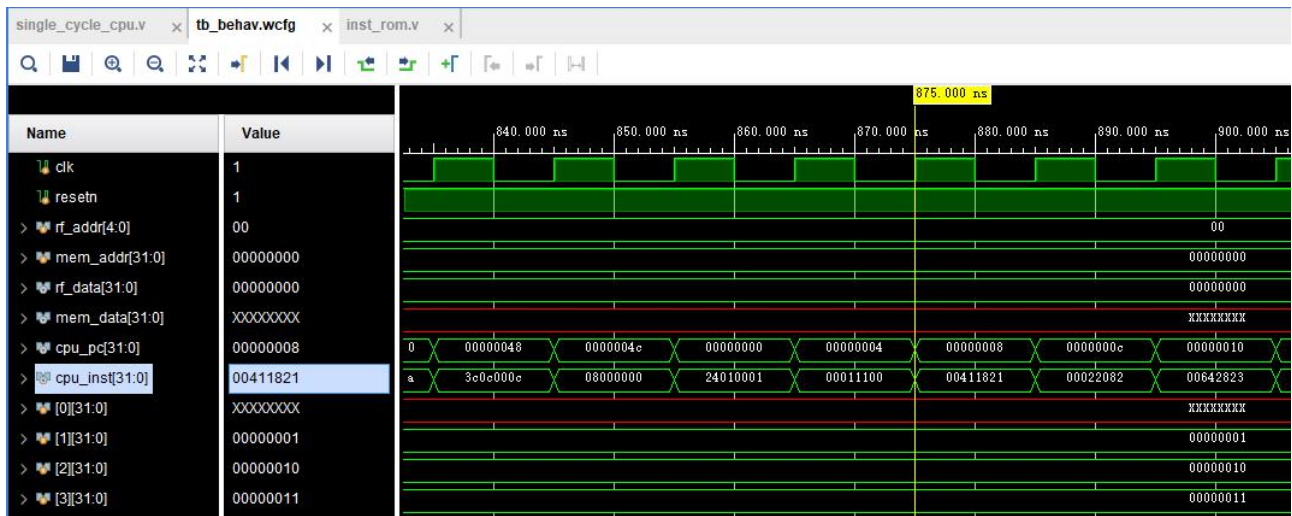 single_cycle_cpu.v × tb_behav.wcfg × inst_rom.v ×
875.000 ns
Name Value 840.000 ns 850.000 ns 860.000 ns 870.000 ns 880.000 ns 890.000 ns 900.000 ns
clk 1
resetn 1
rf_addr[4:0] 00 00
mem_addr[31:0] 00000000 00000000
rf_data[31:0] 00000000 00000000
mem_data[31:0] XXXXXXXX XXXXXXXX
cpu_pc[31:0] 00000008 0 00000048 0000004c 00000000 00000004 00000008 0000000c 00000010
cpu_inst[31:0] 00411821 a 3c0c000c 08000000 24010001 00011100 00411821 00022082 00642823
[0][31:0] XXXXXXXX XXXXXXXX
[1][31:0] 00000001 00000001
[2][31:0] 00000010 00000010
[3][31:0] 00000011 00000011